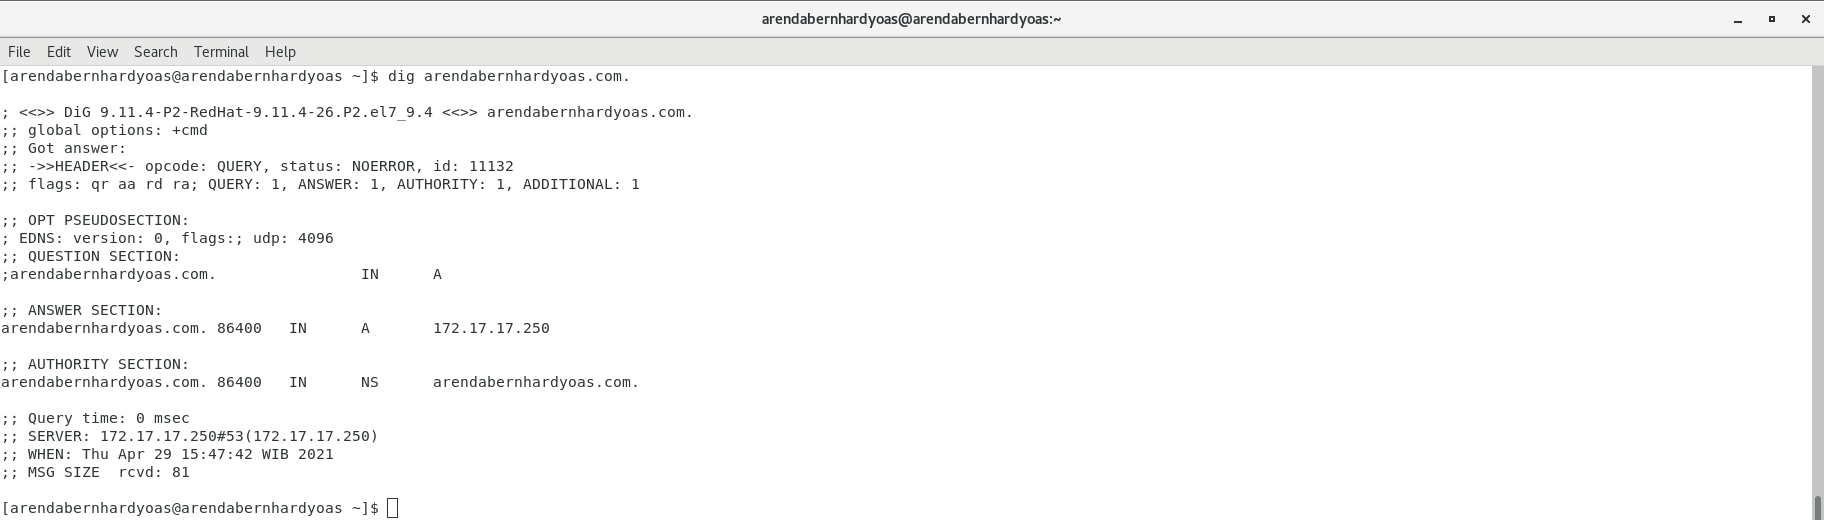 arendabernhardyoas@arendabernhardyoas:~
File Edit View Search Terminal Help
[arendabernhardyoas@arendabernhardyoas ~]$ dig arendabernhardyoas.com.
; <<>> DiG 9.11.4-P2-RedHat-9.11.4-26.P2.el7_9.4 <<>> arendabernhardyoas.com.
;; global options: +cmd
;; Got answer:
;; ->>HEADER<<- opcode: QUERY, status: NOERROR, id: 11132
;; flags: qr aa rd ra; QUERY: 1, ANSWER: 1, AUTHORITY: 1, ADDITIONAL: 1
;; OPT PSEUDOSECTION:
; EDNS: version: 0, flags:; udp: 4096
;; QUESTION SECTION:
;arendabernhardyoas.com. IN A
;; ANSWER SECTION:
arendabernhardyoas.com. 86400 IN A 172.17.17.250
;; AUTHORITY SECTION:
arendabernhardyoas.com. 86400 IN NS arendabernhardyoas.com.
;; Query time: 0 msec
;; SERVER: 172.17.17.250#53(172.17.17.250)
;; WHEN: Thu Apr 29 15:47:42 WIB 2021
;; MSG SIZE rcvd: 81
[arendabernhardyoas@arendabernhardyoas ~]$